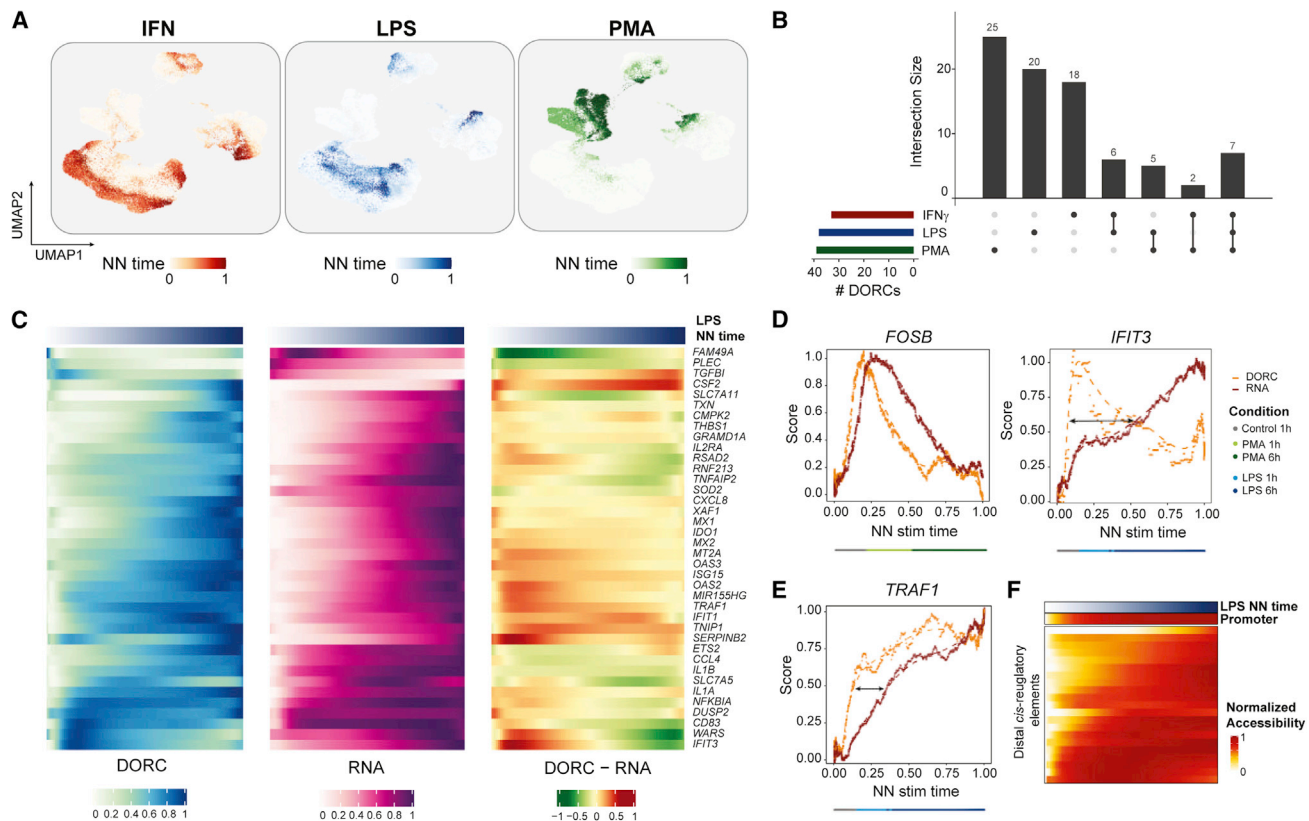 A
IFN
LPS
PMA
UMAP2
UMAP1
NN time
0
1
NN time
0
1
NN time
0
1
B
Intersection Size
20
10
0
25
20
18
6
5
2
7
IFNγ
LPS
PMA
40 30 20 10 0
# DORCs
C
LPS
NN time
FAM49A
PLEC
TGFBI
CSF2
SLC7A11
TXN
CMPK2
THBS1
GRAMD1A
IL2RA
RSAD2
RNF213
TNFAIP2
SOD2
CXCL8
XAF1
MX1
IDO1
MX2
MT2A
OAS3
ISG15
OAS2
MIR155HG
TRAF1
IFIT1
TNIP1
SERPINB2
ETS2
CCL4
IL1B
SLC7A5
IL1A
NFKBIA
DUSP2
CD83
WARS
IFIT3
DORC
0 0.2 0.4 0.6 0.8 1
RNA
0 0.2 0.4 0.6 0.8 1
DORC − RNA
−1 −0.5 0 0.5 1
D
FOSB
Score
1.0
0.8
0.6
0.4
0.2
0.0
0.00 0.25 0.50 0.75 1.00
NN stim time
IFIT3
Score
1.00
0.75
0.50
0.25
0.00
0.00 0.25 0.50 0.75 1.00
NN stim time
DORC
RNA
Condition
Control 1h
PMA 1h
PMA 6h
LPS 1h
LPS 6h
E
TRAF1
Score
1.00
0.75
0.50
0.25
0.00
0.00 0.25 0.50 0.75 1.00
NN stim time
F
LPS NN time
Promoter
Distal cis-reuglatory
elements
Normalized
Accessibility
1
0